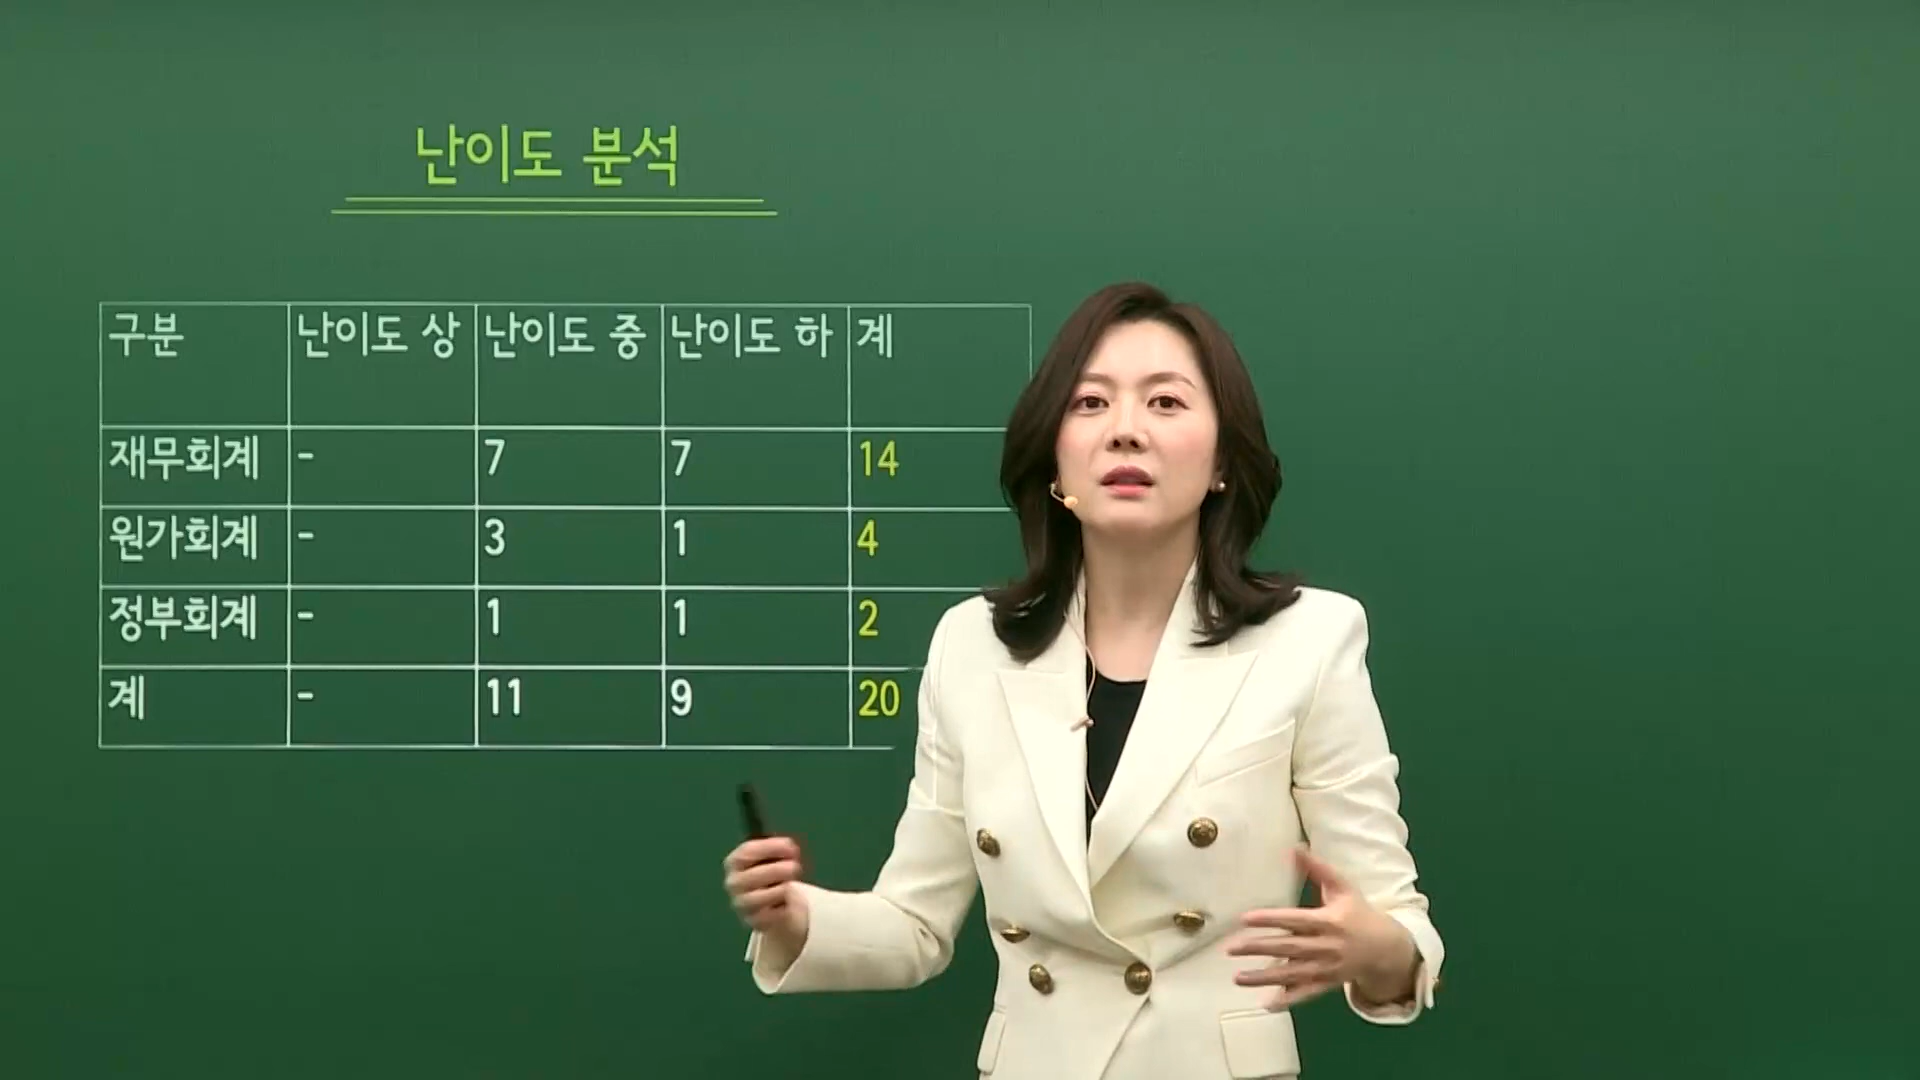 난이도 분석
구분 난이도 상 난이도 중 난이도 하 계
재무회계 - 7 7 14
원가회계 - 3 1 4
정부회계 - 1 1 2
계 - 11 9 20